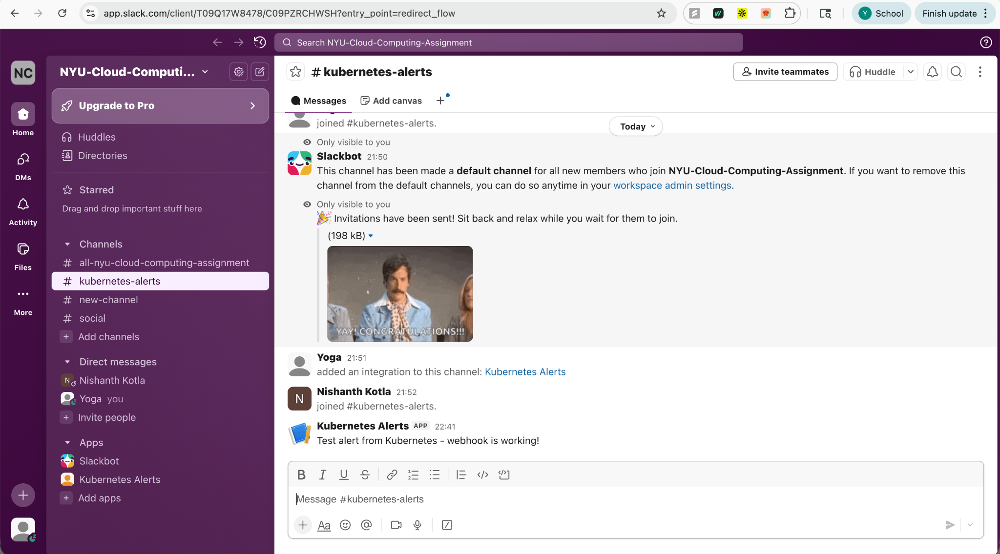 app.slack.com/client/T09Q17W8478/C09PZRCHWSH?entry_point=redirect_flow
Y
School
Finish update
Search NYU-Cloud-Computing-Assignment
NC
Home
DMs
Activity
Files
More
NYU-Cloud-Computi...
Upgrade to Pro
Huddles
Directories
Starred
Drag and drop important stuff here
Channels
# all-nyu-cloud-computing-assignment
# kubernetes-alerts
# new-channel
# social
+ Add channels
Direct messages
N Nishanth Kotla
Yoga you
+ Invite people
Apps
Slackbot
Kubernetes Alerts
+ Add apps
# kubernetes-alerts
Invite teammates
Huddle
Messages
Add canvas
joined #kubernetes-alerts.
Today
Only visible to you
Slackbot 21:50
This channel has been made a default channel for all new members who join NYU-Cloud-Computing-Assignment. If you want to remove this
channel from the default channels, you can do so anytime in your workspace admin settings.
Only visible to you
🎉 Invitations have been sent! Sit back and relax while you wait for them to join.
(198 kB)
YAY! CONGRATULATIONS!!!
Yoga 21:51
added an integration to this channel: Kubernetes Alerts
N
Nishanth Kotla 21:52
joined #kubernetes-alerts.
Kubernetes Alerts APP 22:41
Test alert from Kubernetes - webhook is working!
Message #kubernetes-alerts
Aa